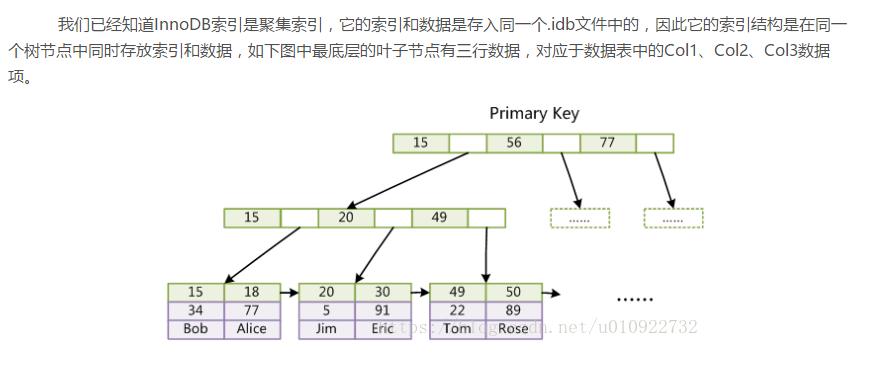 我们已经知道InnoDB索引是聚集索引，它的索引和数据是存入同一个.idb文件中的，因此它的索引结构是在同一
个树节点中同时存放索引和数据，如下图中最底层的叶子节点有三行数据，对应于数据表中的Col1、Col2、Col3数据
项。
Primary Key
15 56 77
15 20 49 …… ……
15 18 20 30 49 50 ……
34 77 5 91 22 89
Bob Alice Jim Eric Tom Rose
https://blog.csdn.net/u010922732